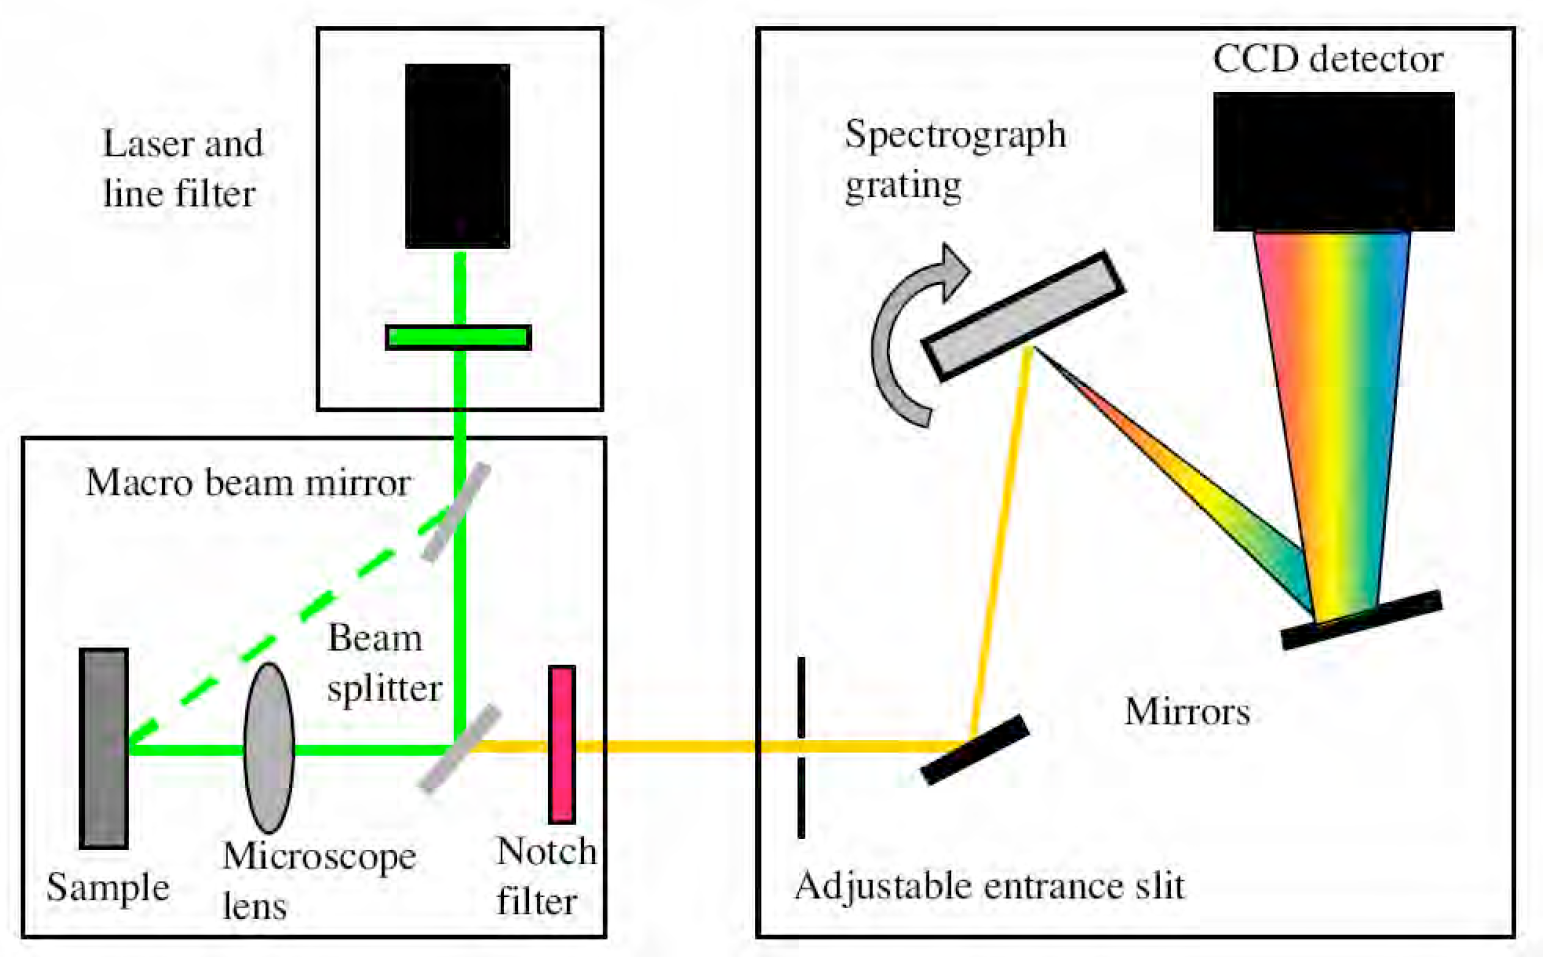 Laser and
line filter
Macro beam mirror
Beam
splitter
Sample
Microscope
lens
Notch
filter
CCD detector
Spectrograph
grating
Mirrors
Adjustable entrance slit